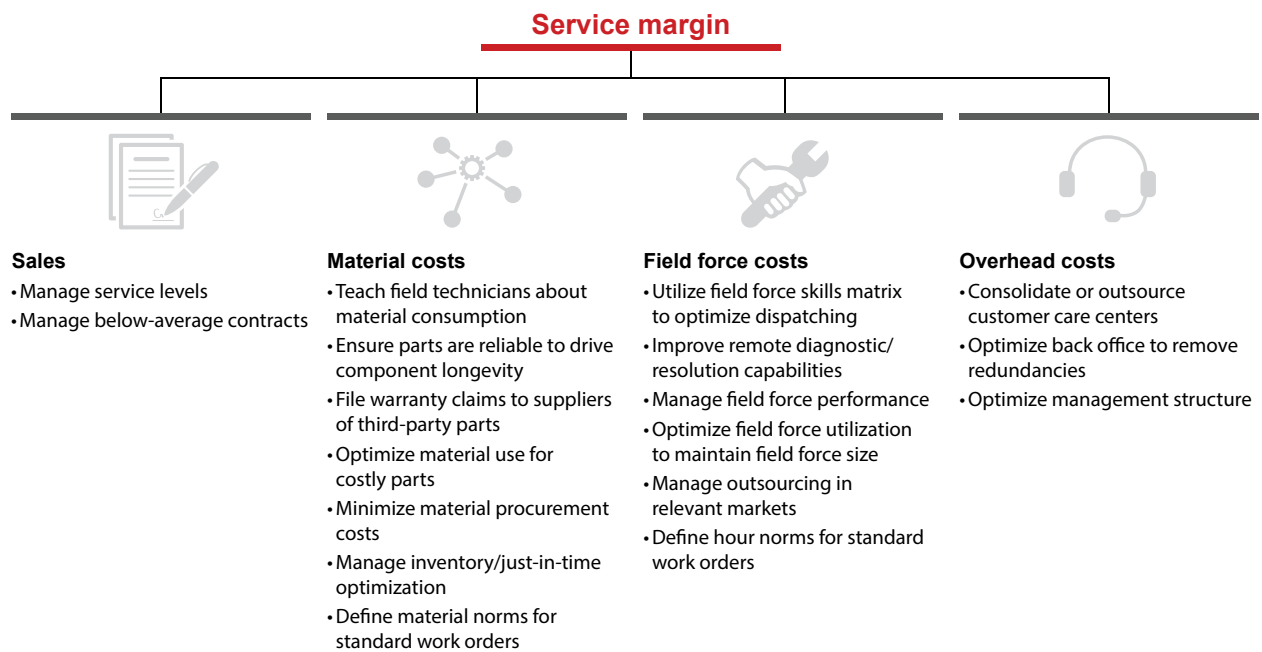 Service margin
Sales
• Manage service levels
• Manage below-average contracts
Material costs
• Teach field technicians about
material consumption
• Ensure parts are reliable to drive
component longevity
• File warranty claims to suppliers
of third-party parts
• Optimize material use for
costly parts
• Minimize material procurement
costs
• Manage inventory/just-in-time
optimization
• Define material norms for
standard work orders
Field force costs
• Utilize field force skills matrix
to optimize dispatching
• Improve remote diagnostic/
resolution capabilities
• Manage field force performance
• Optimize field force utilization
to maintain field force size
• Manage outsourcing in
relevant markets
• Define hour norms for standard
work orders
Overhead costs
• Consolidate or outsource
customer care centers
• Optimize back office to remove
redundancies
• Optimize management structure